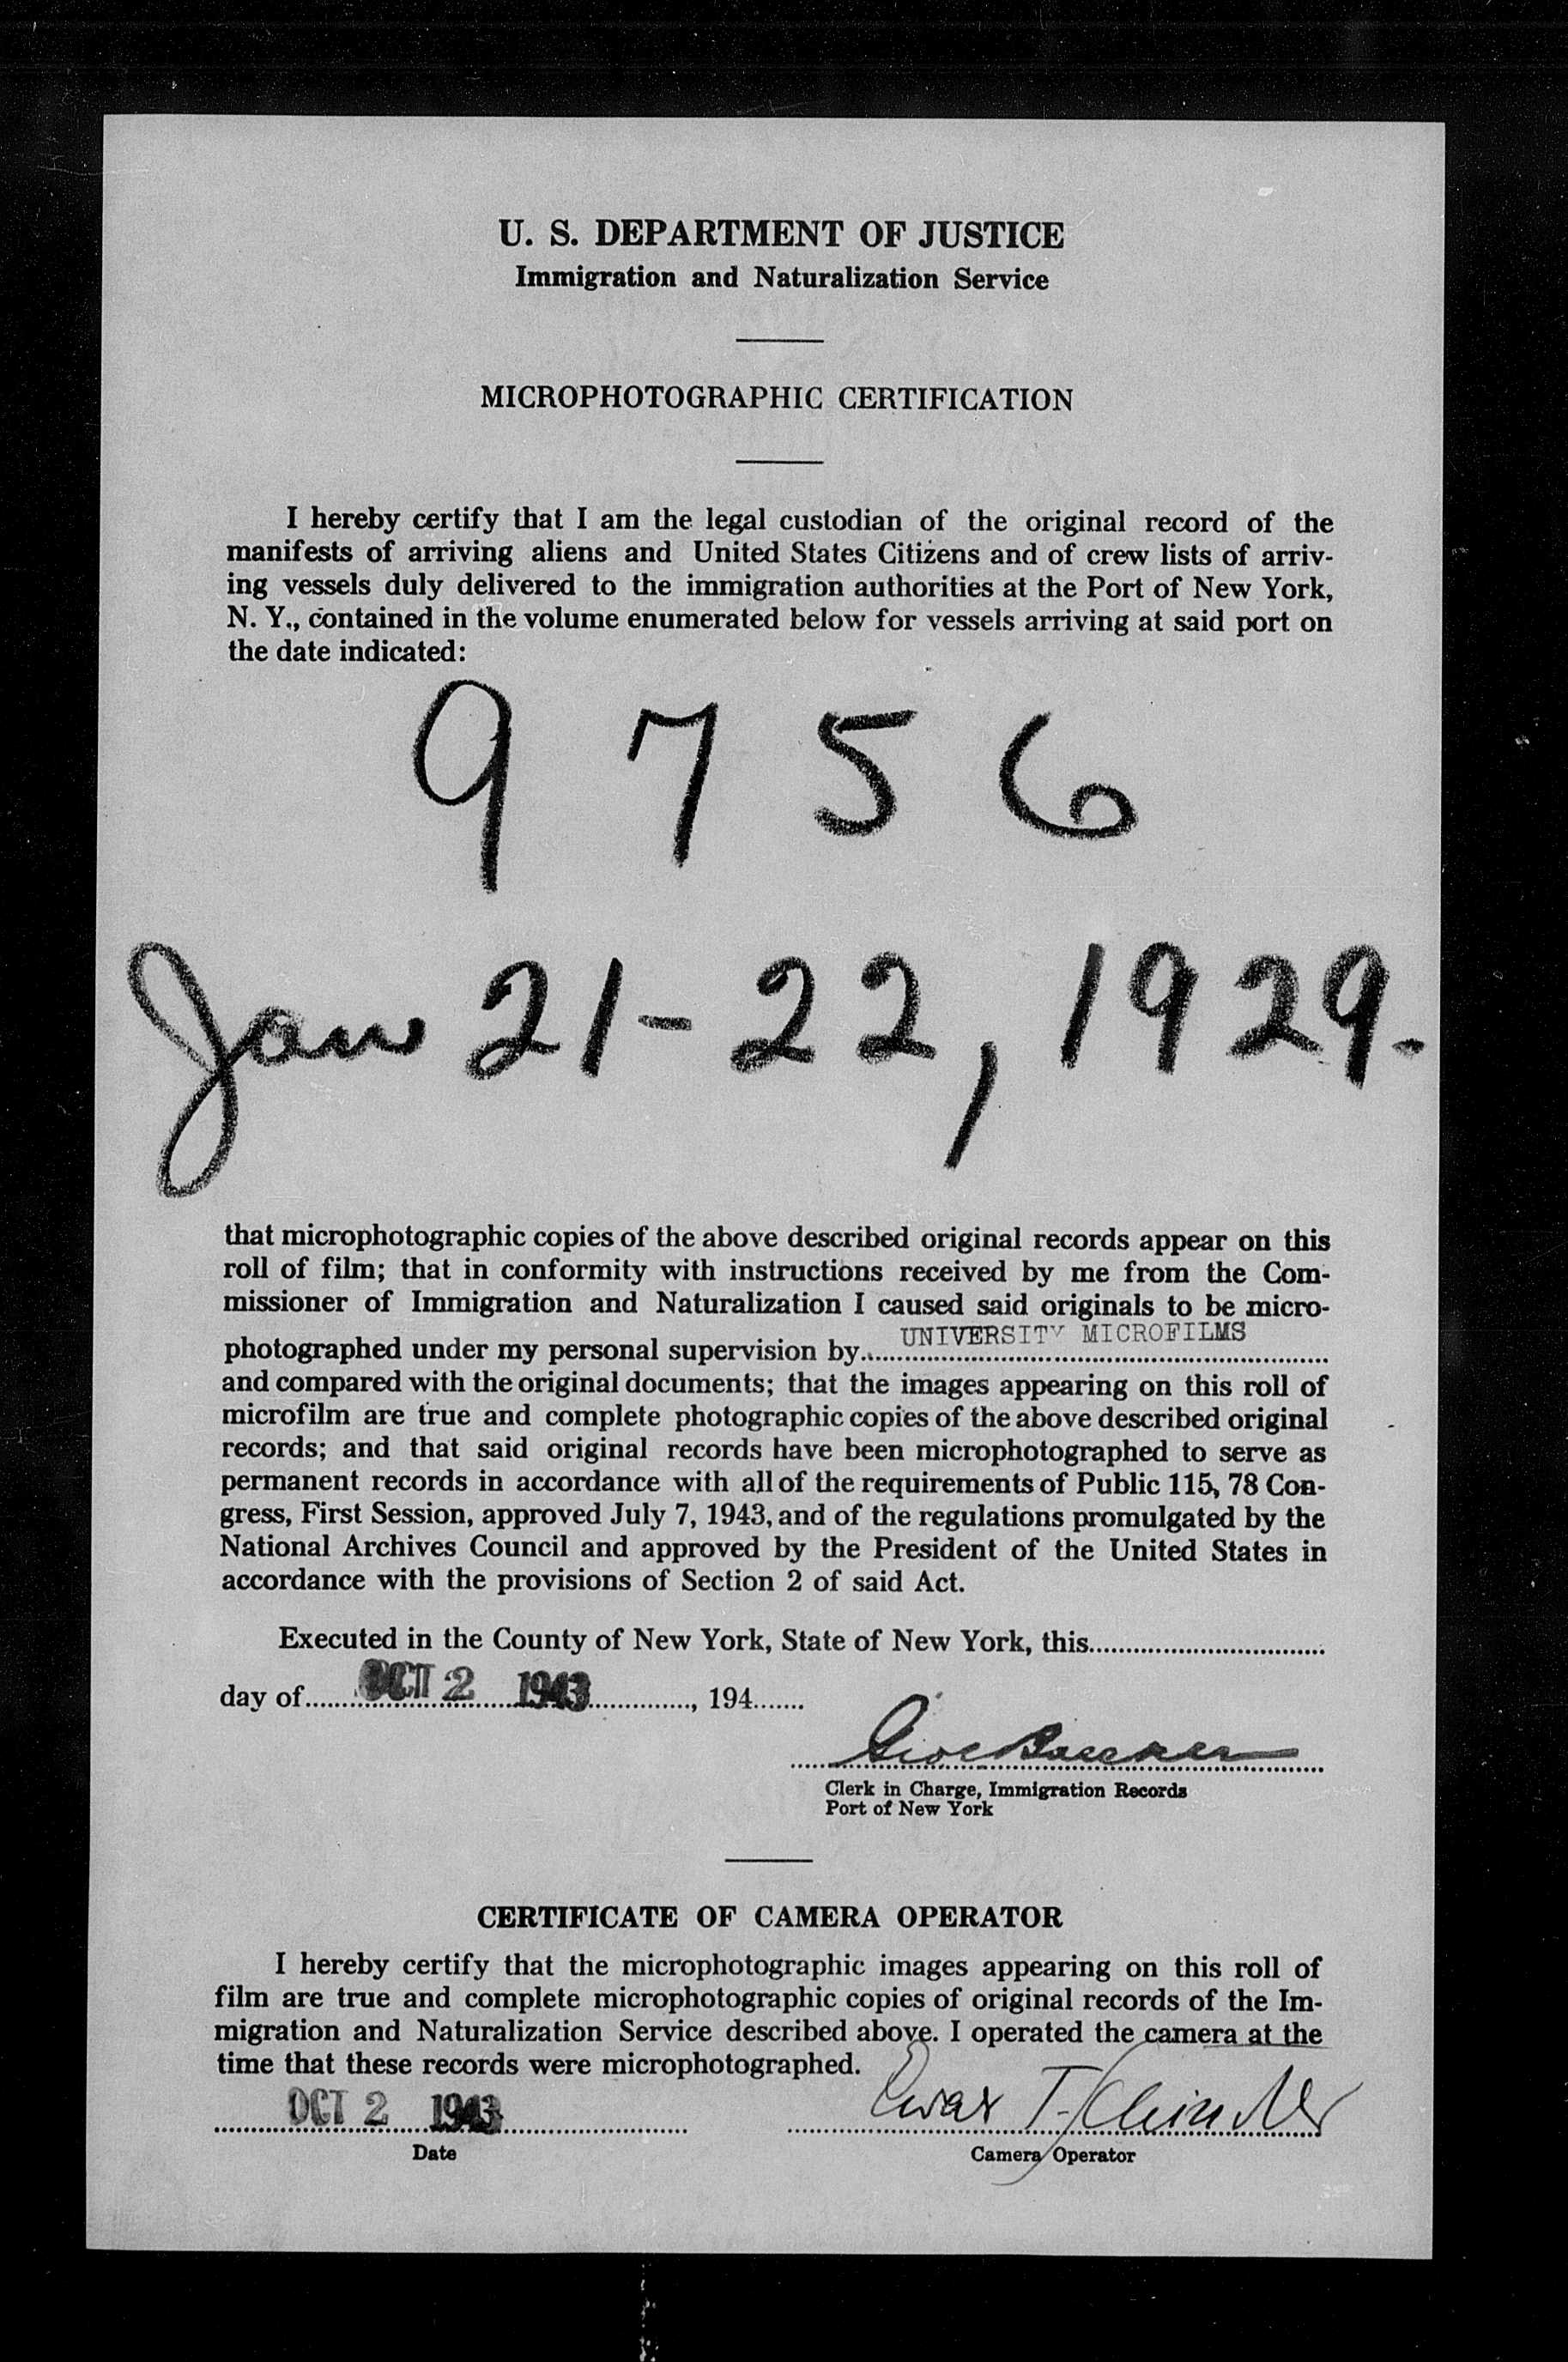 U. S. DEPARTMENT OF JUSTICE
Immigration and Naturalization Service
MICROPHOTOGRAPHIC CERTIFICATION
I hereby certify that I am the legal custodian of the original record of the
manifests of arriving aliens and United States Citizens and of crew lists of arriv-
ing vessels duly delivered to the immigration authorities at the Port of New York,
N. Y., contained in the volume enumerated below for vessels arriving at said port on
the date indicated:
9756
Jan 21-22, 1929.
that microphotographic copies of the above described original records appear on this
roll of film; that in conformity with instructions received by me from the Com-
missioner of Immigration and Naturalization I caused said originals to be micro-
photographed under my personal supervision by UNIVERSITY MICROFILMS
and compared with the original documents; that the images appearing on this roll of
microfilm are true and complete photographic copies of the above described original
records; and that said original records have been microphotographed to serve as
permanent records in accordance with all of the requirements of Public 115, 78 Con-
gress, First Session, approved July 7, 1943, and of the regulations promulgated by the
National Archives Council and approved by the President of the United States in
accordance with the provisions of Section 2 of said Act.
Executed in the County of New York, State of New York, this
day of OCT 2 1943, 194
Clerk in Charge, Immigration Records
Port of New York
CERTIFICATE OF CAMERA OPERATOR
I hereby certify that the microphotographic images appearing on this roll of
film are true and complete microphotographic copies of original records of the Im-
migration and Naturalization Service described above. I operated the camera at the
time that these records were microphotographed.
OCT 2 1943
Date
Camera Operator